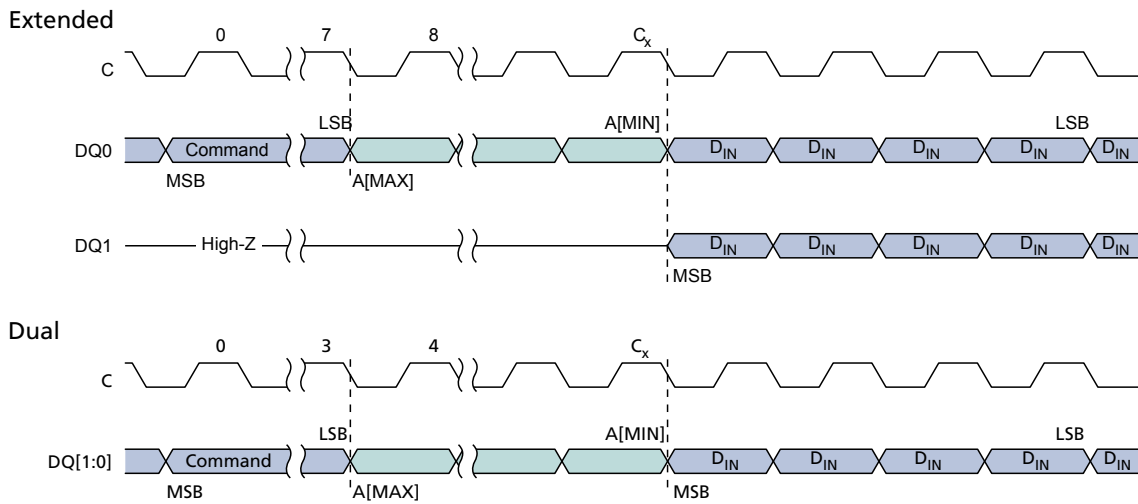 Extended
0 7 8 Cx
C
LSB A[MIN] LSB
DQ0 Command DIN DIN DIN DIN DIN
MSB A[MAX]
DQ1 High-Z DIN DIN DIN DIN DIN
MSB
Dual
0 3 4 Cx
C
LSB A[MIN] LSB
DQ[1:0] Command DIN DIN DIN DIN DIN
MSB A[MAX] MSB